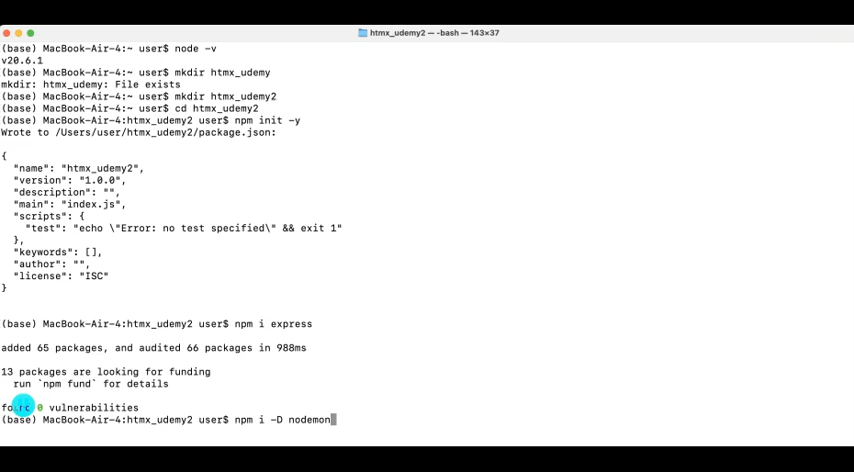 htmx_udemy2 — -bash — 143×37
(base) MacBook-Air-4:~ user$ node -v
v20.6.1
(base) MacBook-Air-4:~ user$ mkdir htmx_udemy
mkdir: htmx_udemy: File exists
(base) MacBook-Air-4:~ user$ mkdir htmx_udemy2
(base) MacBook-Air-4:~ user$ cd htmx_udemy2
(base) MacBook-Air-4:htmx_udemy2 user$ npm init -y
Wrote to /Users/user/htmx_udemy2/package.json:
{
  "name": "htmx_udemy2",
  "version": "1.0.0",
  "description": "",
  "main": "index.js",
  "scripts": {
    "test": "echo \"Error: no test specified\" && exit 1"
  },
  "keywords": [],
  "author": "",
  "license": "ISC"
}
(base) MacBook-Air-4:htmx_udemy2 user$ npm i express
added 65 packages, and audited 66 packages in 988ms
13 packages are looking for funding
  run `npm fund` for details
found 0 vulnerabilities
(base) MacBook-Air-4:htmx_udemy2 user$ npm i -D nodemon